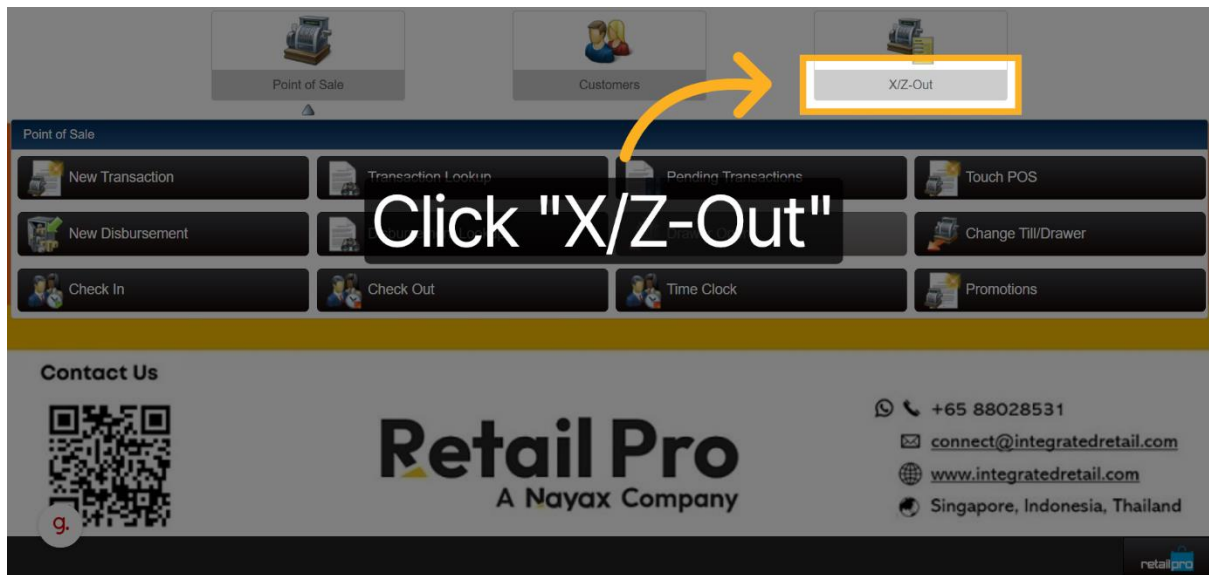 Point of Sale
Customers
X/Z-Out
Point of Sale
New Transaction
Transaction Lookup
Pending Transactions
Touch POS
Click "X/Z-Out"
New Disbursement
Change Till/Drawer
Check In
Check Out
Time Clock
Promotions
Contact Us
+65 88028531
Retail Pro
connect@integratedretail.com
A Nayax Company
www.integratedretail.com
Singapore, Indonesia, Thailand
g.
retailpro